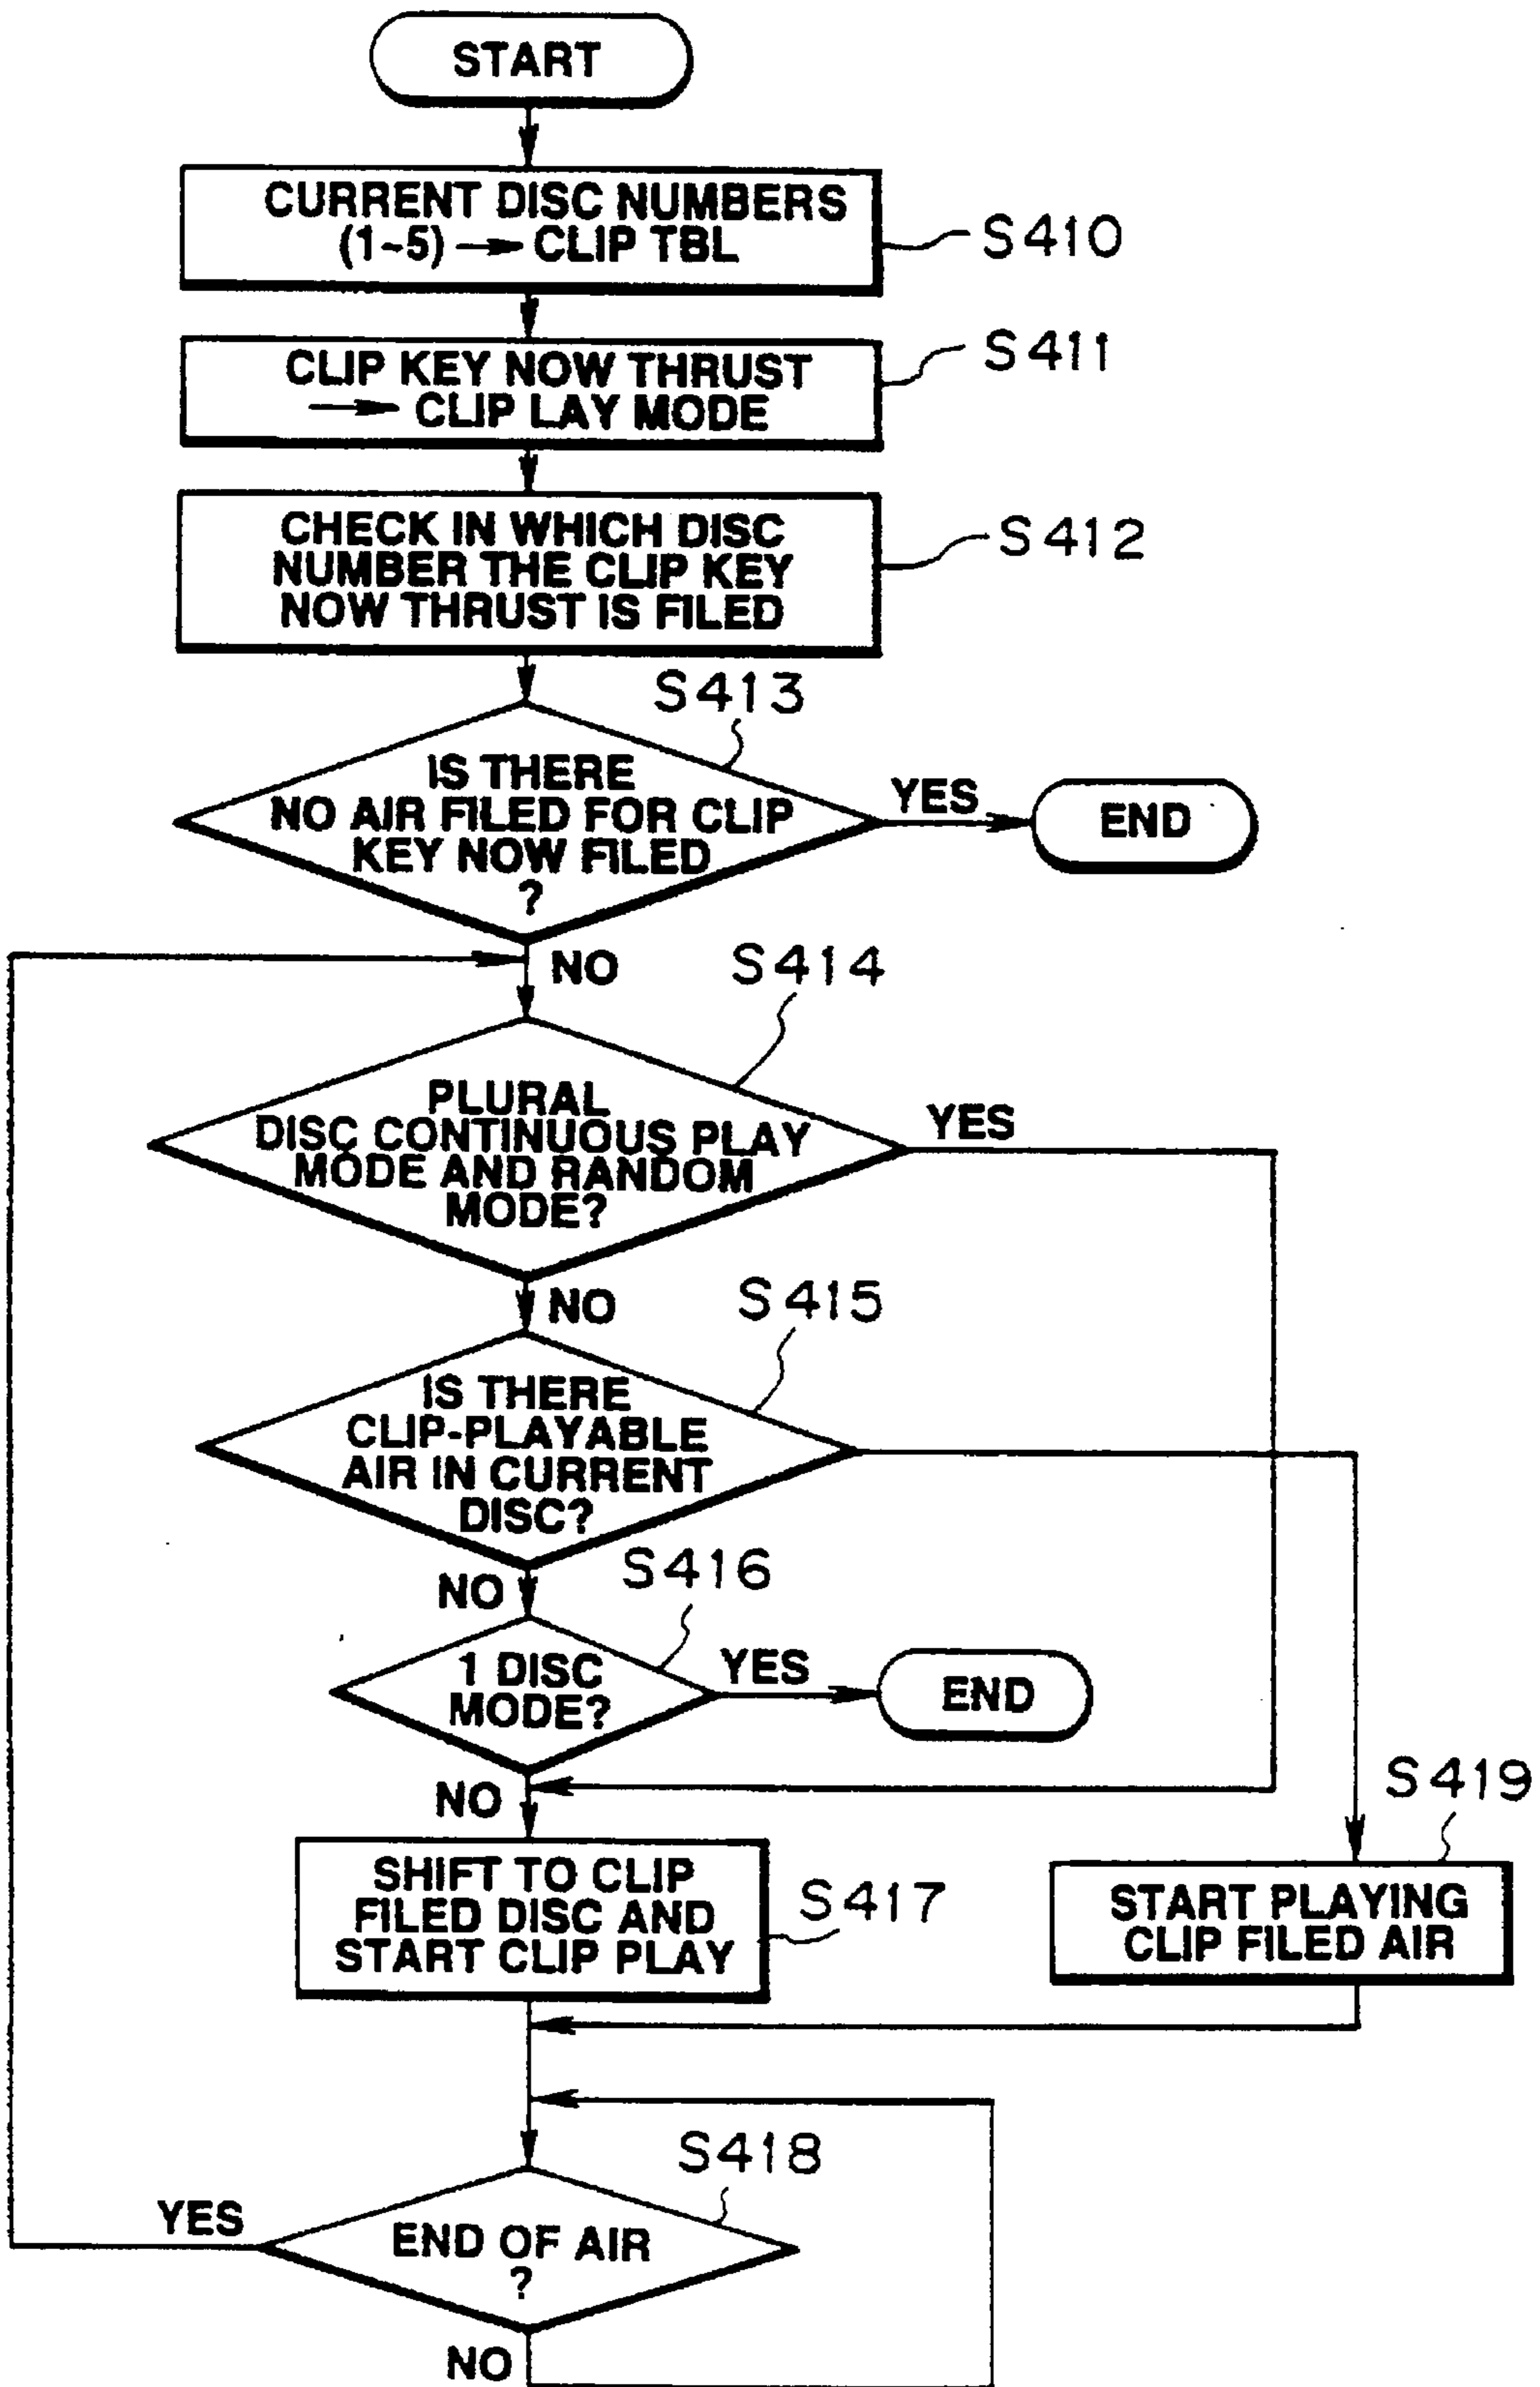 START
CURRENT DISC NUMBERS
(1~5) → CLIP TBL
S410
CLIP KEY NOW THRUST
→ CLIP LAY MODE
S411
CHECK IN WHICH DISC
NUMBER THE CLIP KEY
NOW THRUST IS FILED
S412
S413
IS THERE
NO AIR FILED FOR CLIP
KEY NOW FILED
?
YES
END
NO
S414
PLURAL
DISC CONTINUOUS PLAY
MODE AND RANDOM
MODE?
YES
NO
S415
IS THERE
CLIP-PLAYABLE
AIR IN CURRENT
DISC?
NO
S416
1 DISC
MODE?
YES
END
NO
S419
SHIFT TO CLIP
FILED DISC AND
START CLIP PLAY
S417
START PLAYING
CLIP FILED AIR
S418
YES
END OF AIR
?
NO